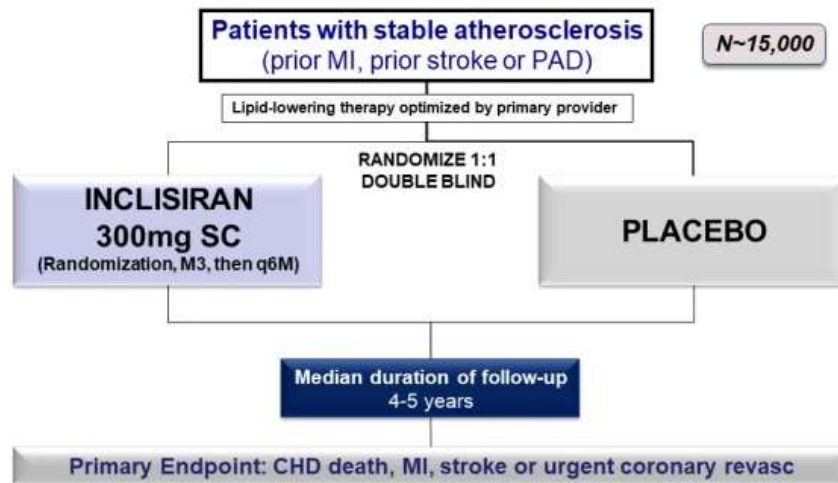 Patients with stable atherosclerosis
(prior MI, prior stroke or PAD)
N~15,000
Lipid-lowering therapy optimized by primary provider
RANDOMIZE 1:1
DOUBLE BLIND
INCLISIRAN
300mg SC
(Randomization, M3, then q6M)
PLACEBO
Median duration of follow-up
4-5 years
Primary Endpoint: CHD death, MI, stroke or urgent coronary revasc